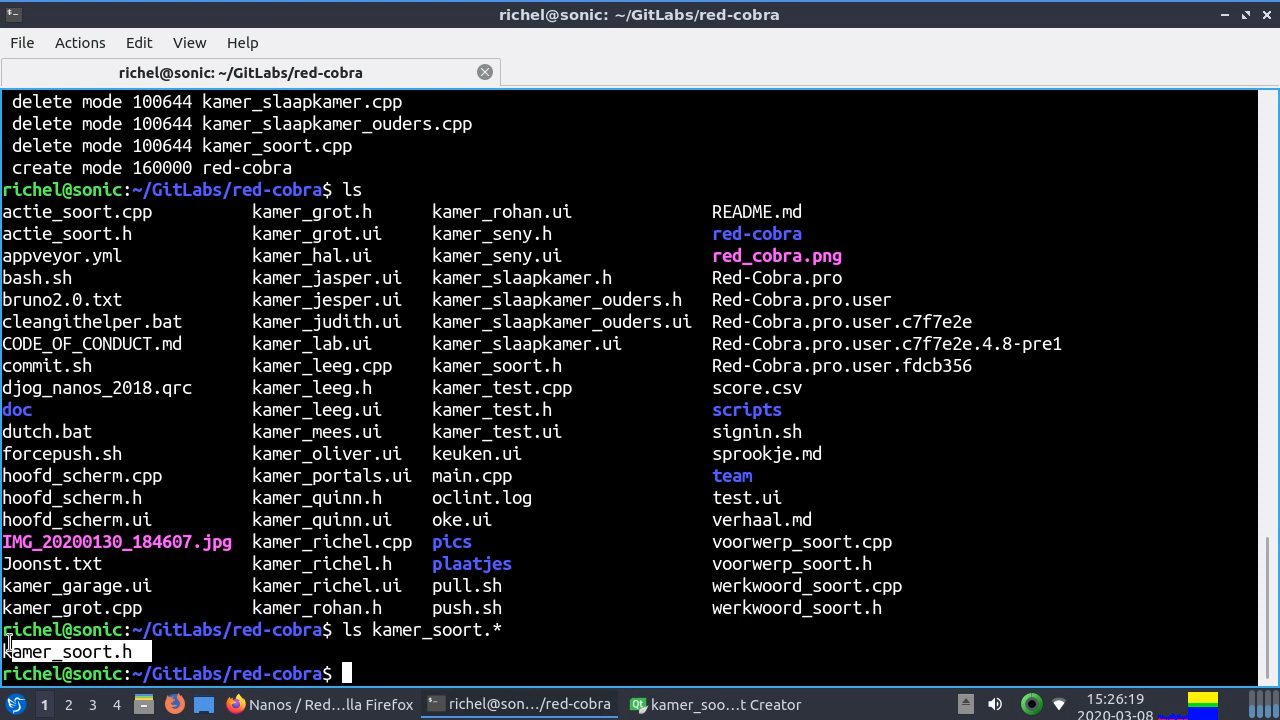 richel@sonic: ~/GitLabs/red-cobra
File Actions Edit View Help
richel@sonic: ~/GitLabs/red-cobra
delete mode 100644 kamer_slaapkamer.cpp
delete mode 100644 kamer_slaapkamer_ouders.cpp
delete mode 100644 kamer_soort.cpp
create mode 160000 red-cobra
richel@sonic:~/GitLabs/red-cobra$ ls
actie_soort.cpp kamer_grot.h kamer_rohan.ui README.md
actie_soort.h kamer_grot.ui kamer_seny.h red-cobra
appveyor.yml kamer_hal.ui kamer_seny.ui red_cobra.png
bash.sh kamer_jasper.ui kamer_slaapkamer.h Red-Cobra.pro
bruno2.0.txt kamer_jesper.ui kamer_slaapkamer_ouders.h Red-Cobra.pro.user
cleangithelper.bat kamer_judith.ui kamer_slaapkamer_ouders.ui Red-Cobra.pro.user.c7f7e2e
CODE_OF_CONDUCT.md kamer_lab.ui kamer_slaapkamer.ui Red-Cobra.pro.user.c7f7e2e.4.8-pre1
commit.sh kamer_leeg.cpp kamer_soort.h Red-Cobra.pro.user.fdcb356
djog_nanos_2018.qrc kamer_leeg.h kamer_test.cpp score.csv
doc kamer_leeg.ui kamer_test.h scripts
dutch.bat kamer_mees.ui kamer_test.ui signin.sh
forcepush.sh kamer_oliver.ui keuken.ui sprookje.md
hoofd_scherm.cpp kamer_portals.ui main.cpp team
hoofd_scherm.h kamer_quinn.h oclint.log test.ui
hoofd_scherm.ui kamer_quinn.ui oke.ui verhaal.md
IMG_20200130_184607.jpg kamer_richel.cpp pics voorwerp_soort.cpp
Joonst.txt kamer_richel.h plaatjes voorwerp_soort.h
kamer_garage.ui kamer_richel.ui pull.sh werkwoord_soort.cpp
kamer_grot.cpp kamer_rohan.h push.sh werkwoord_soort.h
richel@sonic:~/GitLabs/red-cobra$ ls kamer_soort.*
kamer_soort.h
richel@sonic:~/GitLabs/red-cobra$
1 2 3 4 Nanos / Red…lla Firefox richel@son…/red-cobra kamer_soo…t Creator 15:26:19
2020-03-08